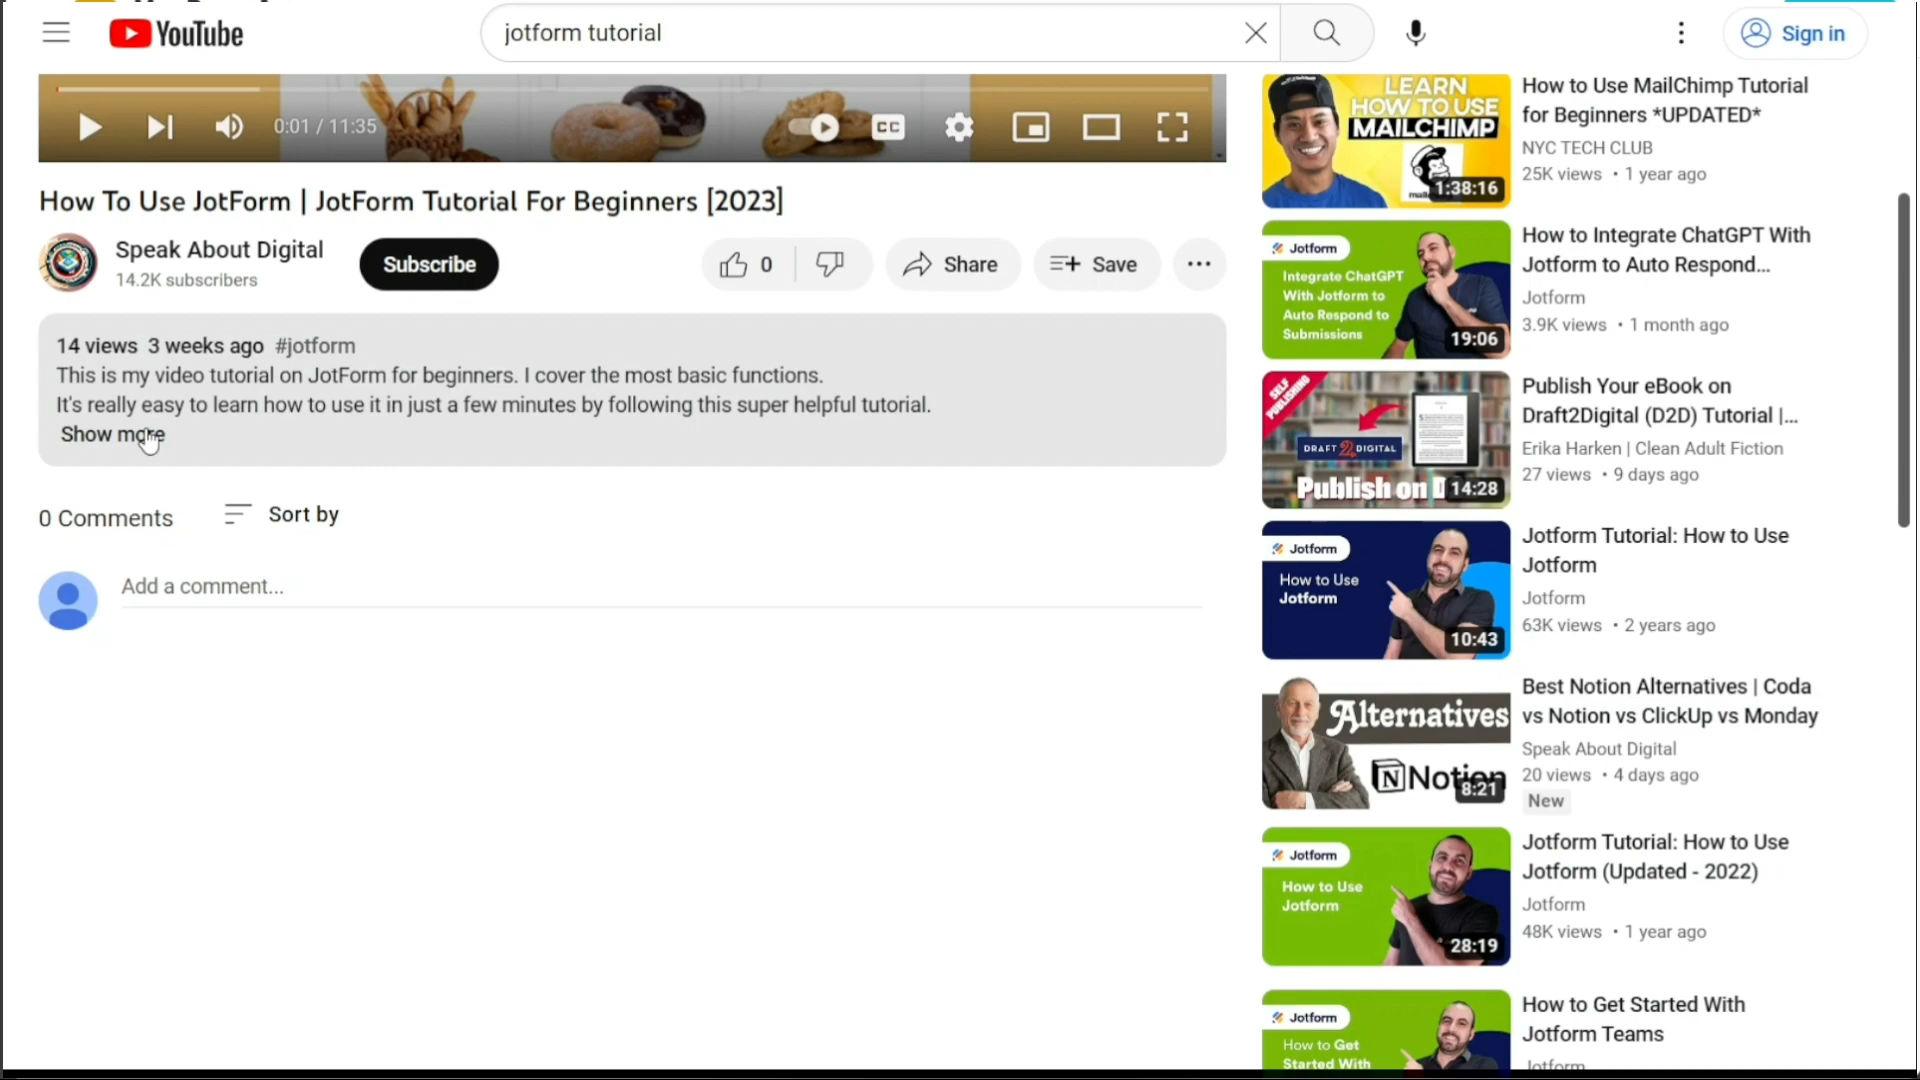 YouTube
jotform tutorial
Sign in
0:01 / 11:35
CC
How To Use JotForm | JotForm Tutorial For Beginners [2023]
Speak About Digital
14.2K subscribers
Subscribe
0
Share
Save
14 views 3 weeks ago #jotform
This is my video tutorial on JotForm for beginners. I cover the most basic functions.
It's really easy to learn how to use it in just a few minutes by following this super helpful tutorial.
Show more
0 Comments
Sort by
Add a comment...
LEARN
HOW TO USE
MAILCHIMP
1:38:16
How to Use MailChimp Tutorial
for Beginners *UPDATED*
NYC TECH CLUB
25K views • 1 year ago
Jotform
Integrate ChatGPT
With Jotform to
Auto Respond to
Submissions
19:06
How to Integrate ChatGPT With
Jotform to Auto Respond...
Jotform
3.9K views • 1 month ago
SELF
PUBLISHING
DRAFT 2 DIGITAL
Publish on D
14:28
Publish Your eBook on
Draft2Digital (D2D) Tutorial |...
Erika Harken | Clean Adult Fiction
27 views • 9 days ago
Jotform
How to Use
Jotform
10:43
Jotform Tutorial: How to Use
Jotform
Jotform
63K views • 2 years ago
Alternatives
Notion
8:21
Best Notion Alternatives | Coda
vs Notion vs ClickUp vs Monday
Speak About Digital
20 views • 4 days ago
New
Jotform
How to Use
Jotform
28:19
Jotform Tutorial: How to Use
Jotform (Updated - 2022)
Jotform
48K views • 1 year ago
Jotform
How to Get
Started With
How to Get Started With
Jotform Teams
Jotform